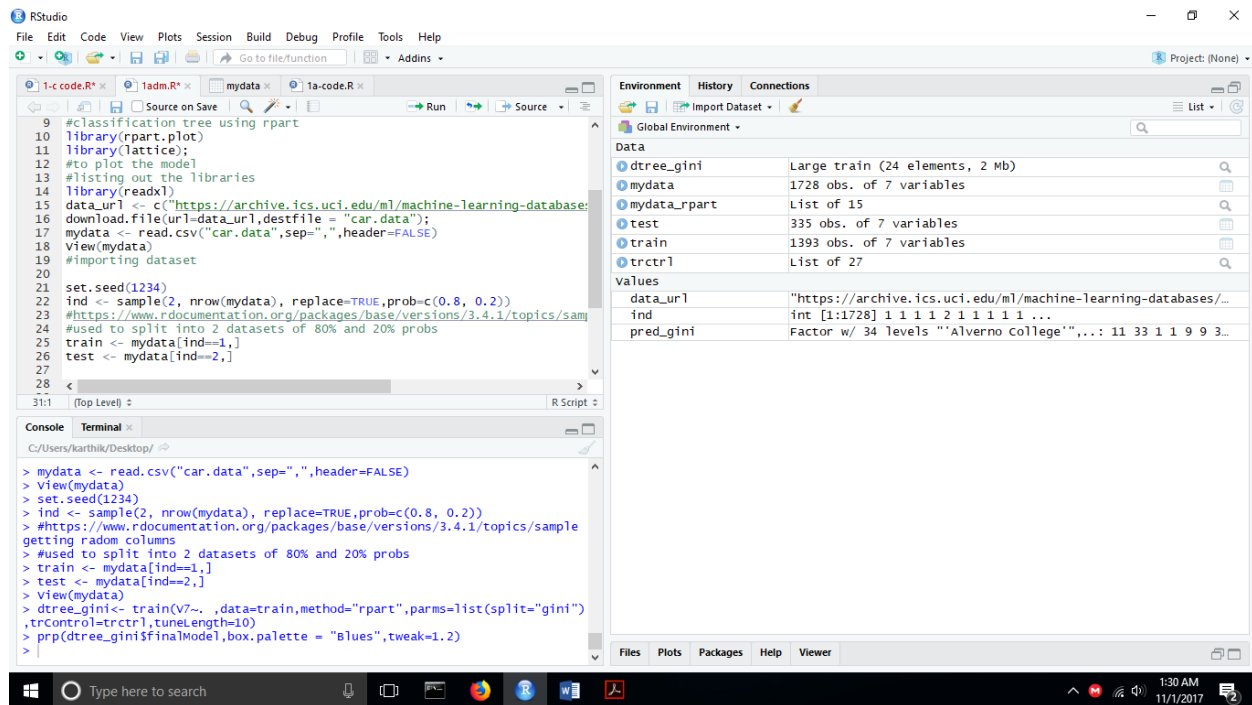 RStudio
File Edit Code View Plots Session Build Debug Profile Tools Help
Go to file/function Addins Project: (None)
1-c code.R* 1adm.R* mydata 1a-code.R
Source on Save Run Source
9 #classification tree using rpart
10 library(rpart.plot)
11 library(lattice);
12 #to plot the model
13 #listing out the libraries
14 library(readxl)
15 data_url <- c("https://archive.ics.uci.edu/ml/machine-learning-databases
16 download.file(url=data_url,destfile = "car.data");
17 mydata <- read.csv("car.data",sep=",",header=FALSE)
18 View(mydata)
19 #importing dataset
20
21 set.seed(1234)
22 ind <- sample(2, nrow(mydata), replace=TRUE,prob=c(0.8, 0.2))
23 #https://www.rdocumentation.org/packages/base/versions/3.4.1/topics/sam
24 #used to split into 2 datasets of 80% and 20% probs
25 train <- mydata[ind==1,]
26 test <- mydata[ind==2,]
27
28
31:1 (Top Level) R Script
Console Terminal
C:/Users/karthik/Desktop/
> mydata <- read.csv("car.data",sep=",",header=FALSE)
> View(mydata)
> set.seed(1234)
> ind <- sample(2, nrow(mydata), replace=TRUE,prob=c(0.8, 0.2))
> #https://www.rdocumentation.org/packages/base/versions/3.4.1/topics/sample
getting radom columns
> #used to split into 2 datasets of 80% and 20% probs
> train <- mydata[ind==1,]
> test <- mydata[ind==2,]
> View(mydata)
> dtree_gini<- train(V7~. ,data=train,method="rpart",parms=list(split="gini")
,trControl=trctrl,tuneLength=10)
> prp(dtree_gini$finalModel,box.palette = "Blues",tweak=1.2)
>
Environment History Connections
Import Dataset List
Global Environment
Data
dtree_gini Large train (24 elements, 2 Mb)
mydata 1728 obs. of 7 variables
mydata_rpart List of 15
test 335 obs. of 7 variables
train 1393 obs. of 7 variables
trctrl List of 27
Values
data_url "https://archive.ics.uci.edu/ml/machine-learning-databases/…
ind int [1:1728] 1 1 1 1 2 1 1 1 1 1 ...
pred_gini Factor w/ 34 levels "'Alverno College'",..: 11 33 1 1 9 9 3…
Files Plots Packages Help Viewer
Type here to search
1:30 AM
11/1/2017
2